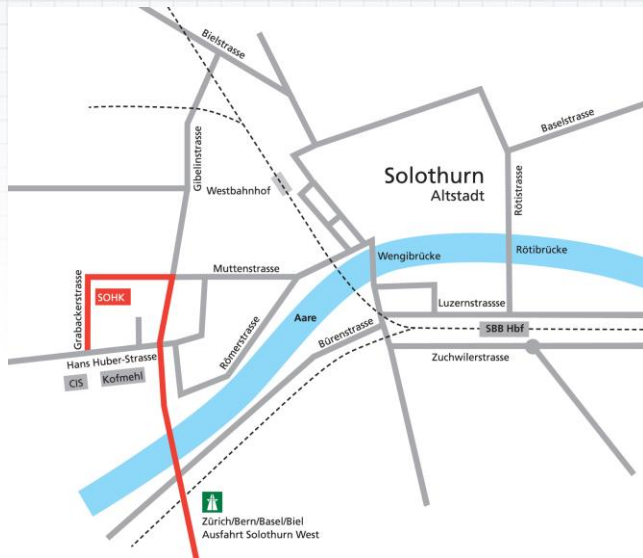 Bielstrasse
Gibelinstrasse
Westbahnhof
Solothurn
Altstadt
Baselstrasse
Rötistrasse
Wengibrücke
Rötibrücke
Muttenstrasse
Grabackerstrasse
SOHK
Römerstrasse
Aare
Luzernstrassse
Bürenstrasse
SBB Hbf
Zuchwilerstrasse
Hans Huber-Strasse
CIS
Kofmehl
Zürich/Bern/Basel/Biel
Ausfahrt Solothurn West